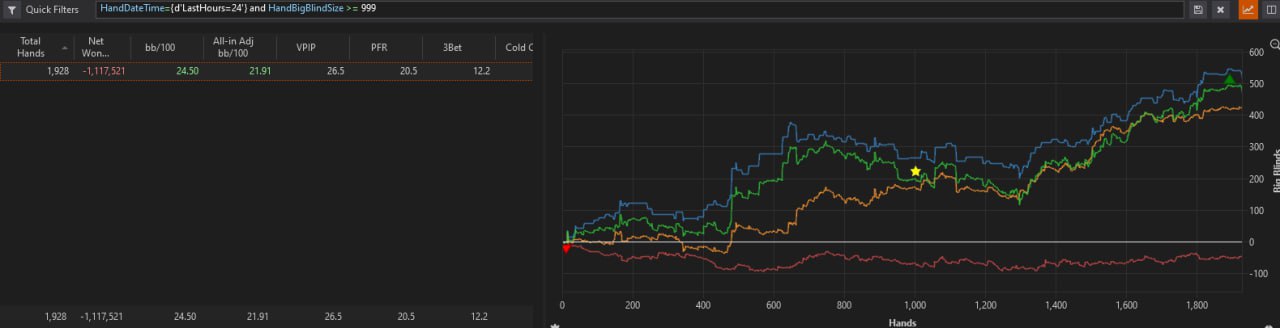 Quick Filters HandDateTime={d'LastHours=24'} and HandBigBlindSize >= 999
Total Hands Net Won... bb/100 All-in Adj bb/100 VPIP PFR 3Bet Cold C
1,928 -1,117,521 24.50 21.91 26.5 20.5 12.2
1,928 -1,117,521 24.50 21.91 26.5 20.5 12.2
600
500
400
300
200
100
0
-100
Big Blinds
0 200 400 600 800 1,000 1,200 1,400 1,600 1,800
Hands